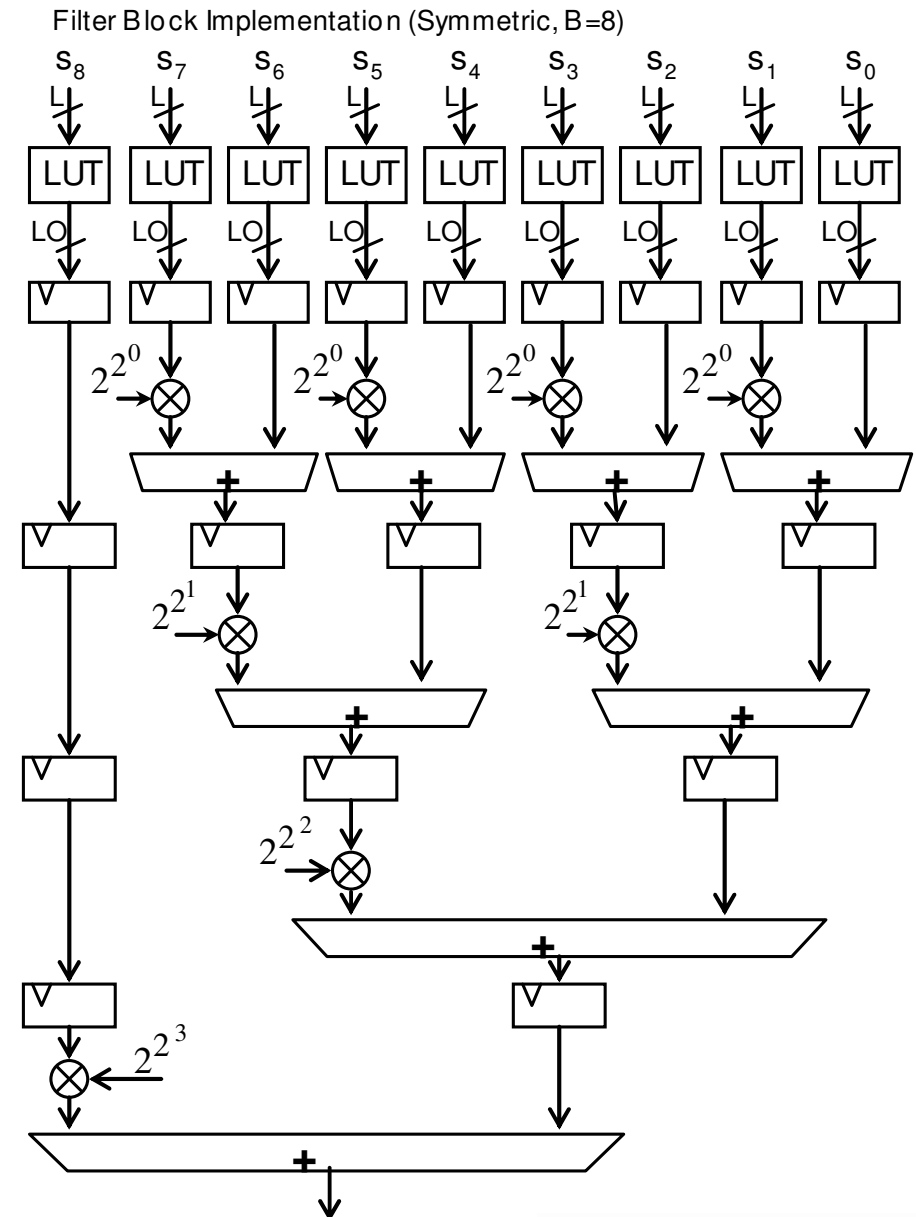 Filter Block Implementation (Symmetric, B=8)
s₈ s₇ s₆ s₅ s₄ s₃ s₂ s₁ s₀
L L L L L L L L L
LUT LUT LUT LUT LUT LUT LUT LUT LUT
LO LO LO LO LO LO LO LO LO
2^2^0 2^2^0 2^2^0 2^2^0
+ + + +
2^2^1 2^2^1
+ +
2^2^2
+
2^2^3
+